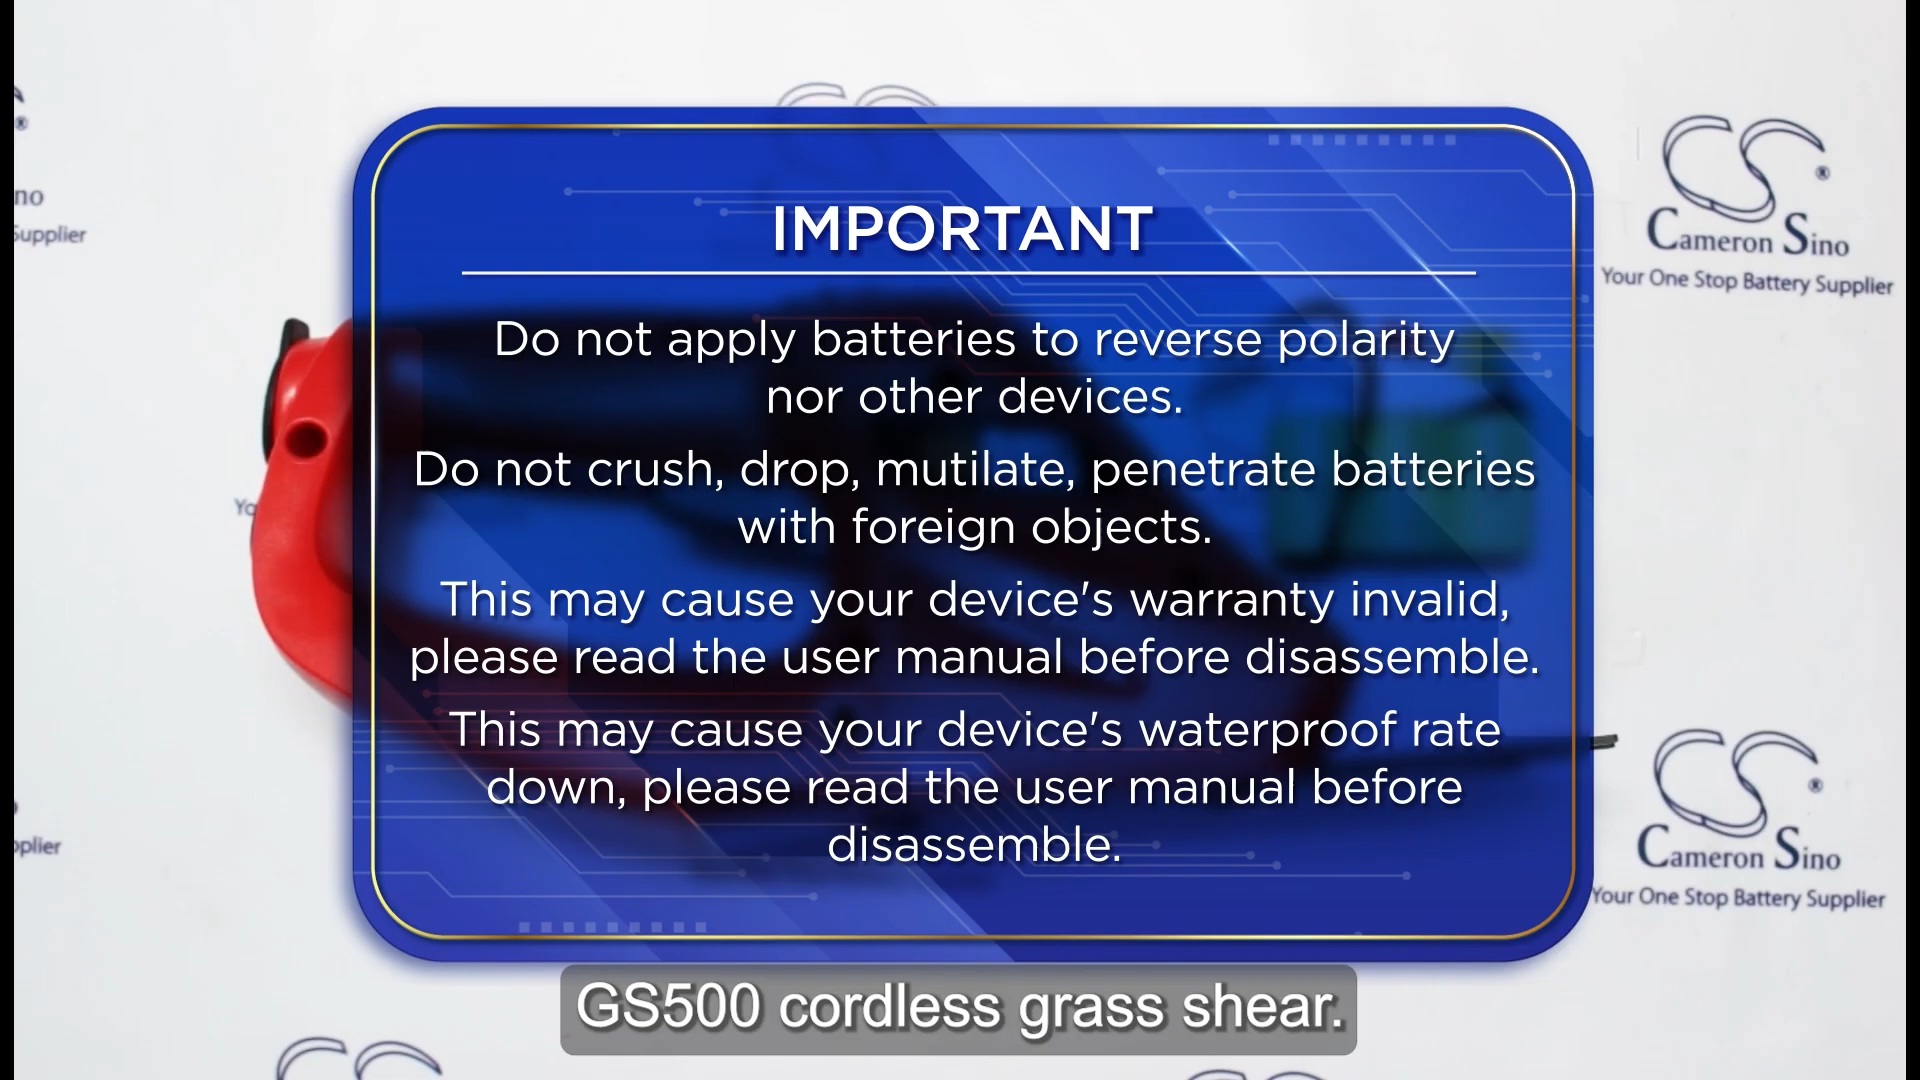 IMPORTANT
Do not apply batteries to reverse polarity
nor other devices.
Do not crush, drop, mutilate, penetrate batteries
with foreign objects.
This may cause your device's warranty invalid,
please read the user manual before disassemble.
This may cause your device's waterproof rate
down, please read the user manual before
disassemble.
GS500 cordless grass shear.
CS®
Cameron Sino
Your One Stop Battery Supplier
CS®
Cameron Sino
Your One Stop Battery Supplier